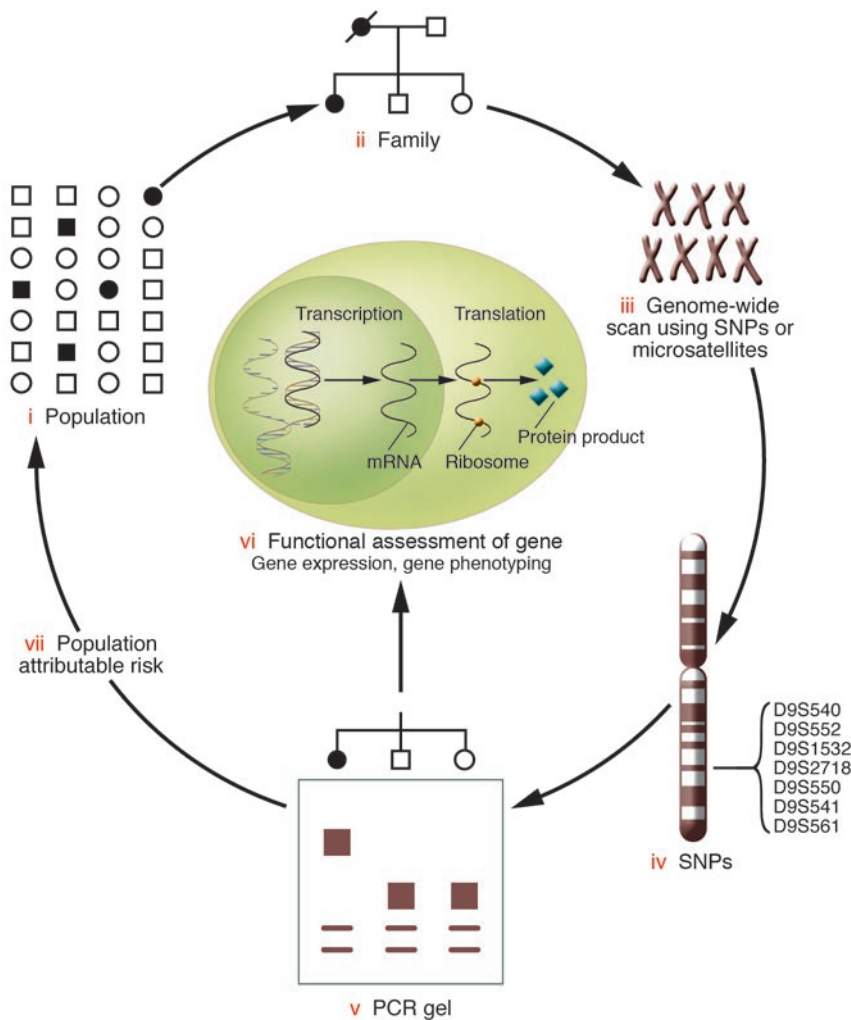 ii Family
iii Genome-wide
scan using SNPs or
microsatellites
i Population
Transcription
Translation
mRNA
Ribosome
Protein
product
vi Functional assessment of gene
Gene expression, gene phenotyping
vii Population
attributable risk
D9S540
D9S552
D9S1532
D9S2718
D9S550
D9S541
D9S561
iv SNPs
v PCR gel